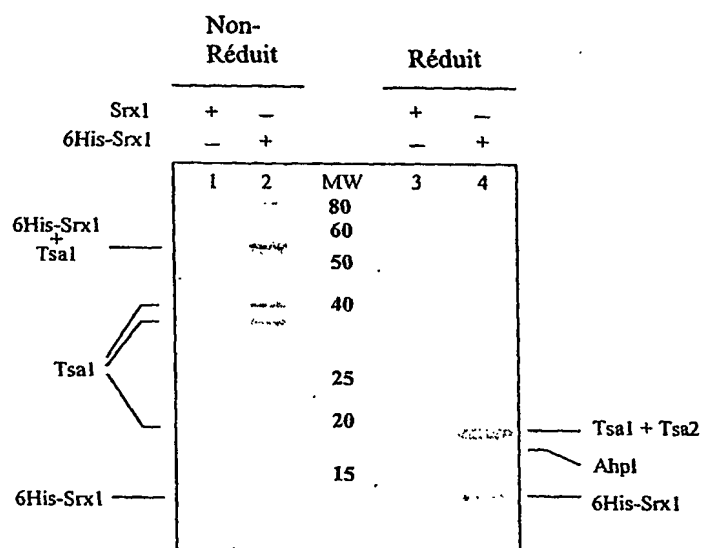 Non-
Réduit
Réduit
Srx1 + – + –
6His-Srx1 – + – +
1 2 MW 3 4
80
60
50
40
25
20
15
6His-Srx1
+
Tsa1
Tsa1
6His-Srx1
Tsa1 + Tsa2
Ahp1
6His-Srx1